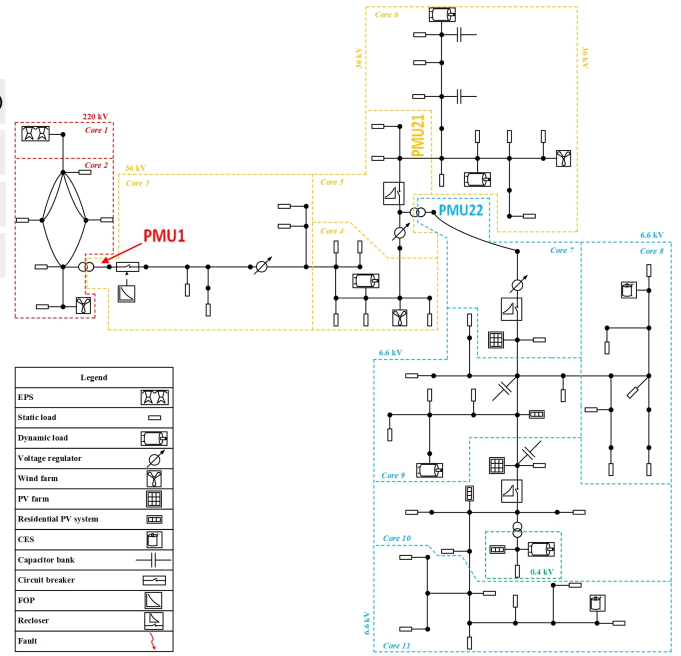 Core 6
36 kV
36 kV
220 kV
Core 1
Core 2
36 kV
Core 3
Core 5
Core 4
PMU21
PMU22
PMU1
Core 7
6.6 kV
Core 8
6.6 kV
Core 9
Core 10
0.4 kV
6.6 kV
Core 11
Legend
EPS
Static load
Dynamic load
Voltage regulator
Wind farm
PV farm
Residential PV system
CES
Capacitor bank
Circuit breaker
FOP
Recloser
Fault
)